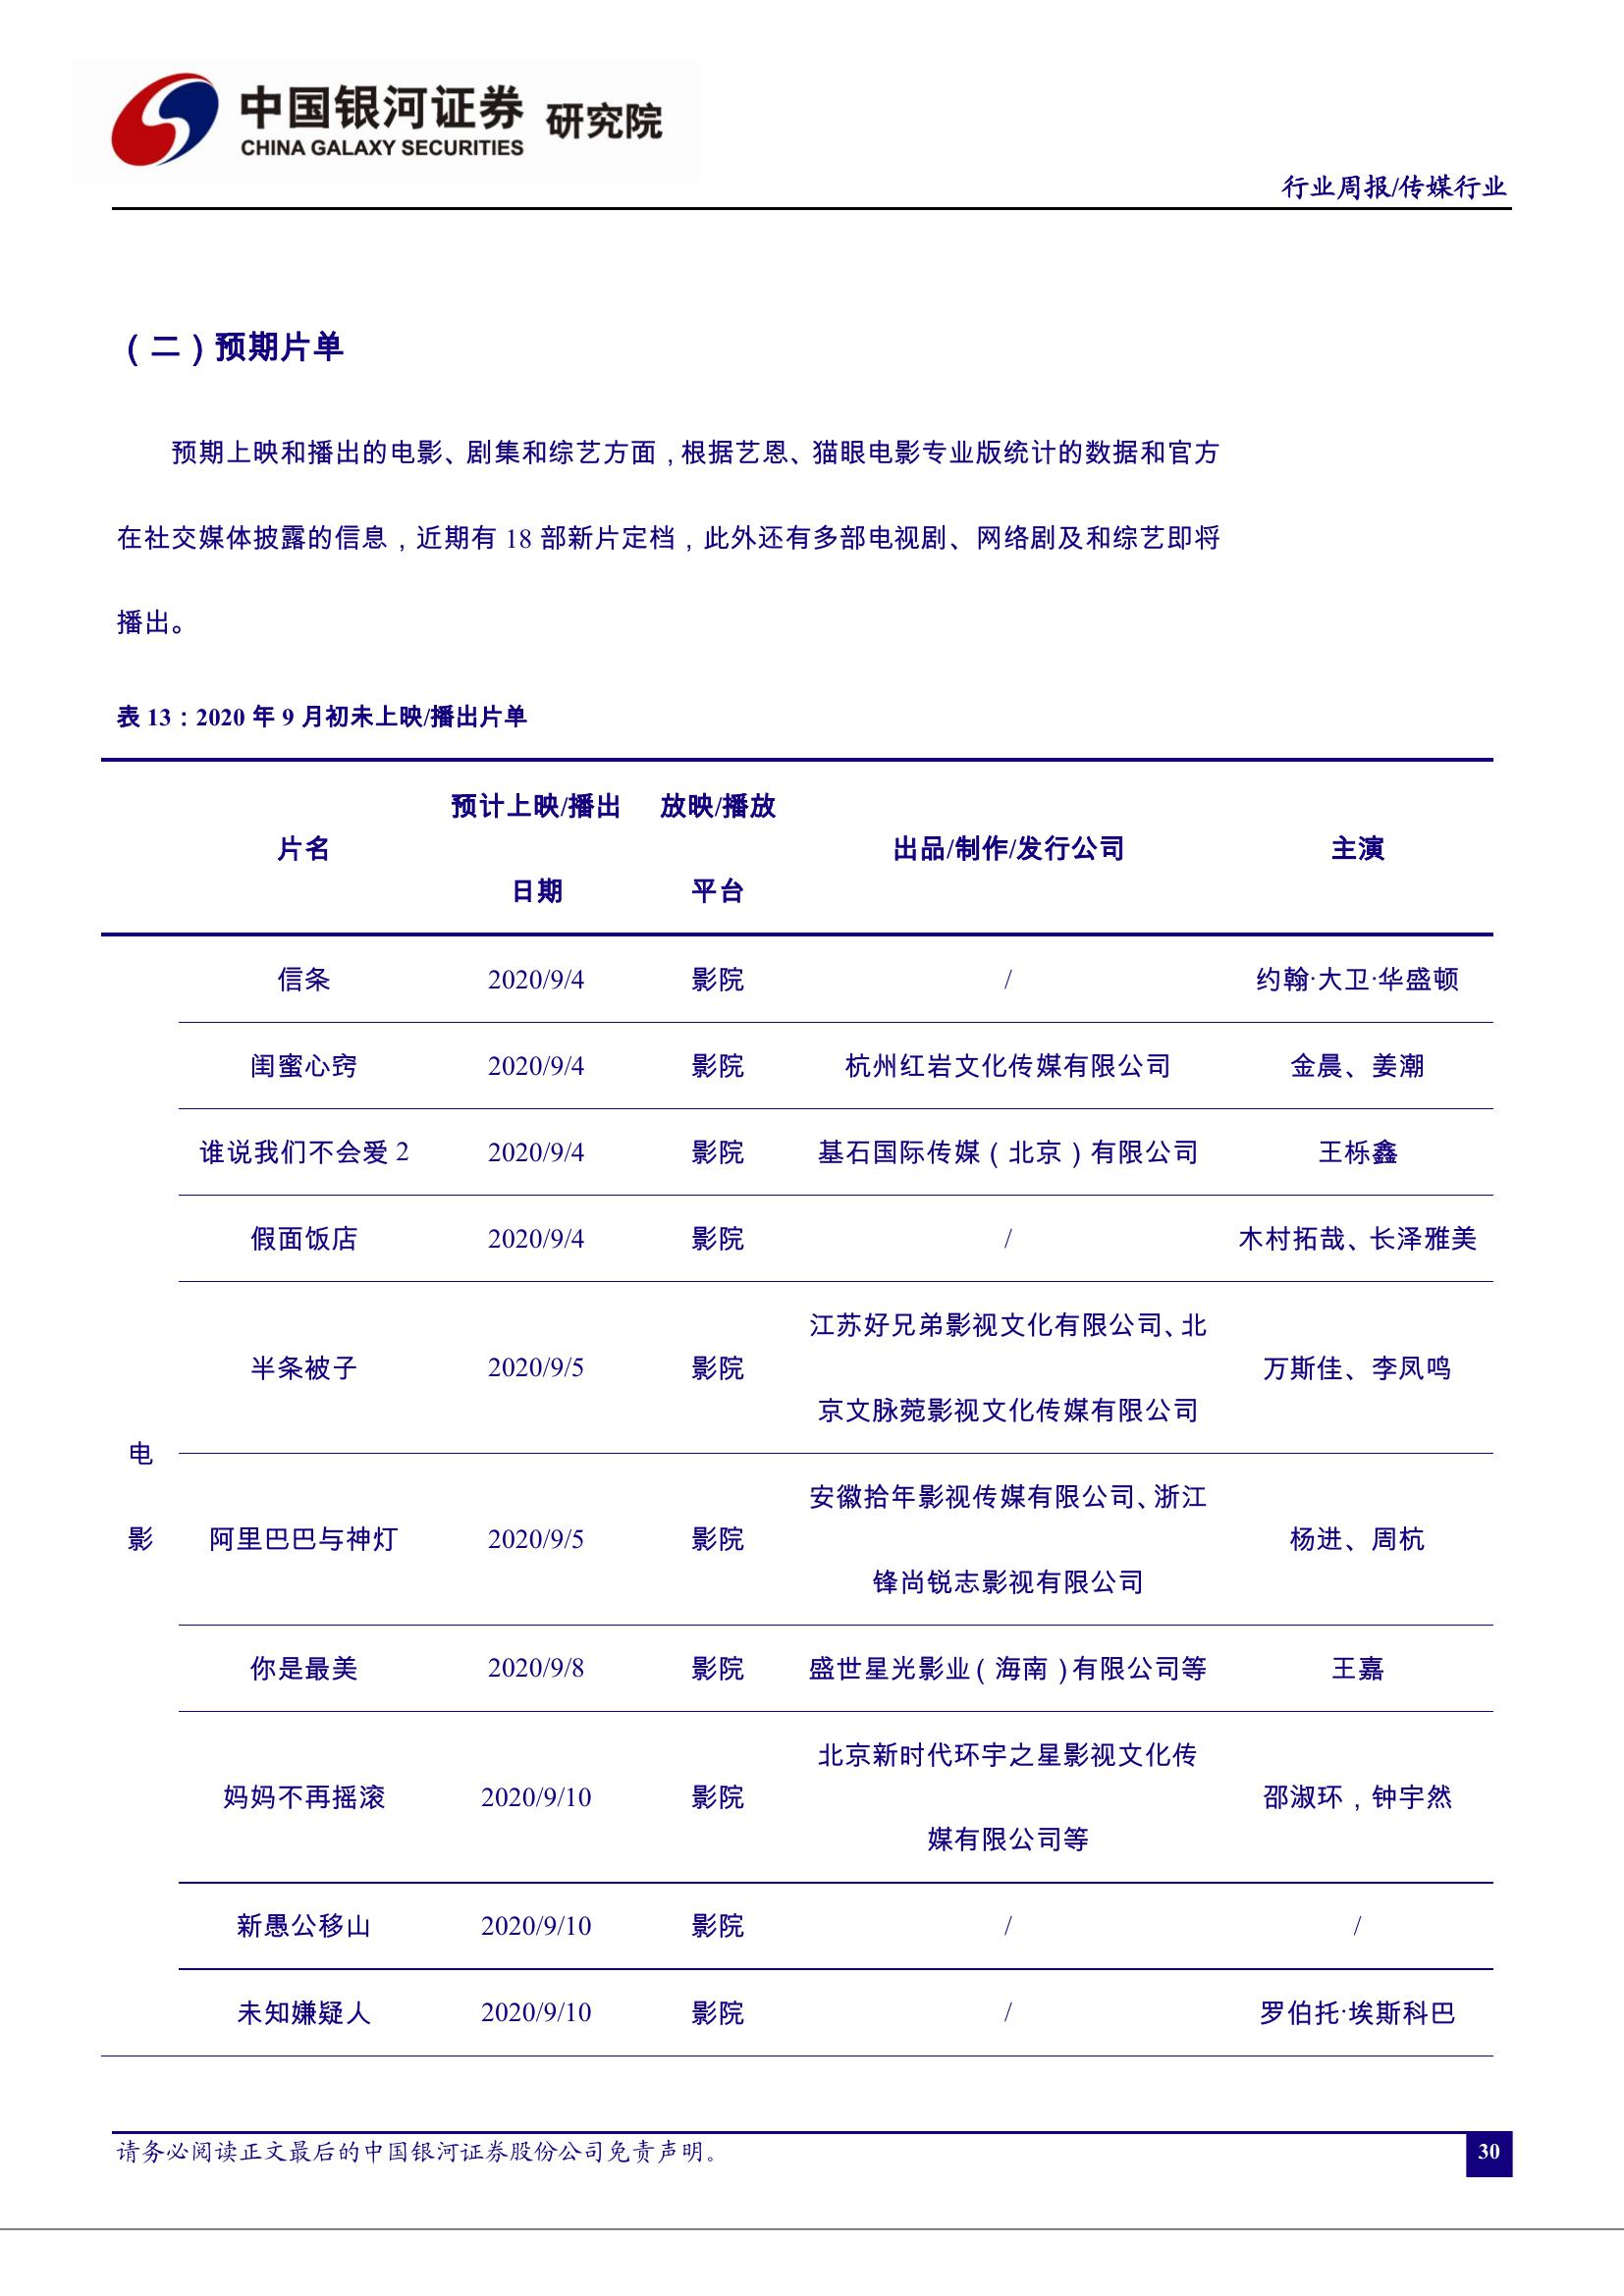 中国银河证券 研究院
CHINA GALAXY SECURITIES
行业周报/传媒行业
（二）预期片单
预期上映和播出的电影、剧集和综艺方面，根据艺恩、猫眼电影专业版统计的数据和官方
在社交媒体披露的信息，近期有 18 部新片定档，此外还有多部电视剧、网络剧及和综艺即将
播出。
表 13：2020 年 9 月初未上映/播出片单
片名 预计上映/播出日期 放映/播放平台 出品/制作/发行公司 主演
电影
信条 2020/9/4 影院 / 约翰·大卫·华盛顿
闺蜜心窍 2020/9/4 影院 杭州红岩文化传媒有限公司 金晨、姜潮
谁说我们不会爱 2 2020/9/4 影院 基石国际传媒（北京）有限公司 王栎鑫
假面饭店 2020/9/4 影院 / 木村拓哉、长泽雅美
半条被子 2020/9/5 影院 江苏好兄弟影视文化有限公司、北京文脉菀影视文化传媒有限公司 万斯佳、李凤鸣
阿里巴巴与神灯 2020/9/5 影院 安徽拾年影视传媒有限公司、浙江锋尚锐志影视有限公司 杨进、周杭
你是最美 2020/9/8 影院 盛世星光影业（海南）有限公司等 王嘉
妈妈不再摇滚 2020/9/10 影院 北京新时代环宇之星影视文化传媒有限公司等 邵淑环，钟宇然
新愚公移山 2020/9/10 影院 / /
未知嫌疑人 2020/9/10 影院 / 罗伯托·埃斯科巴
请务必阅读正文最后的中国银河证券股份公司免责声明。
30